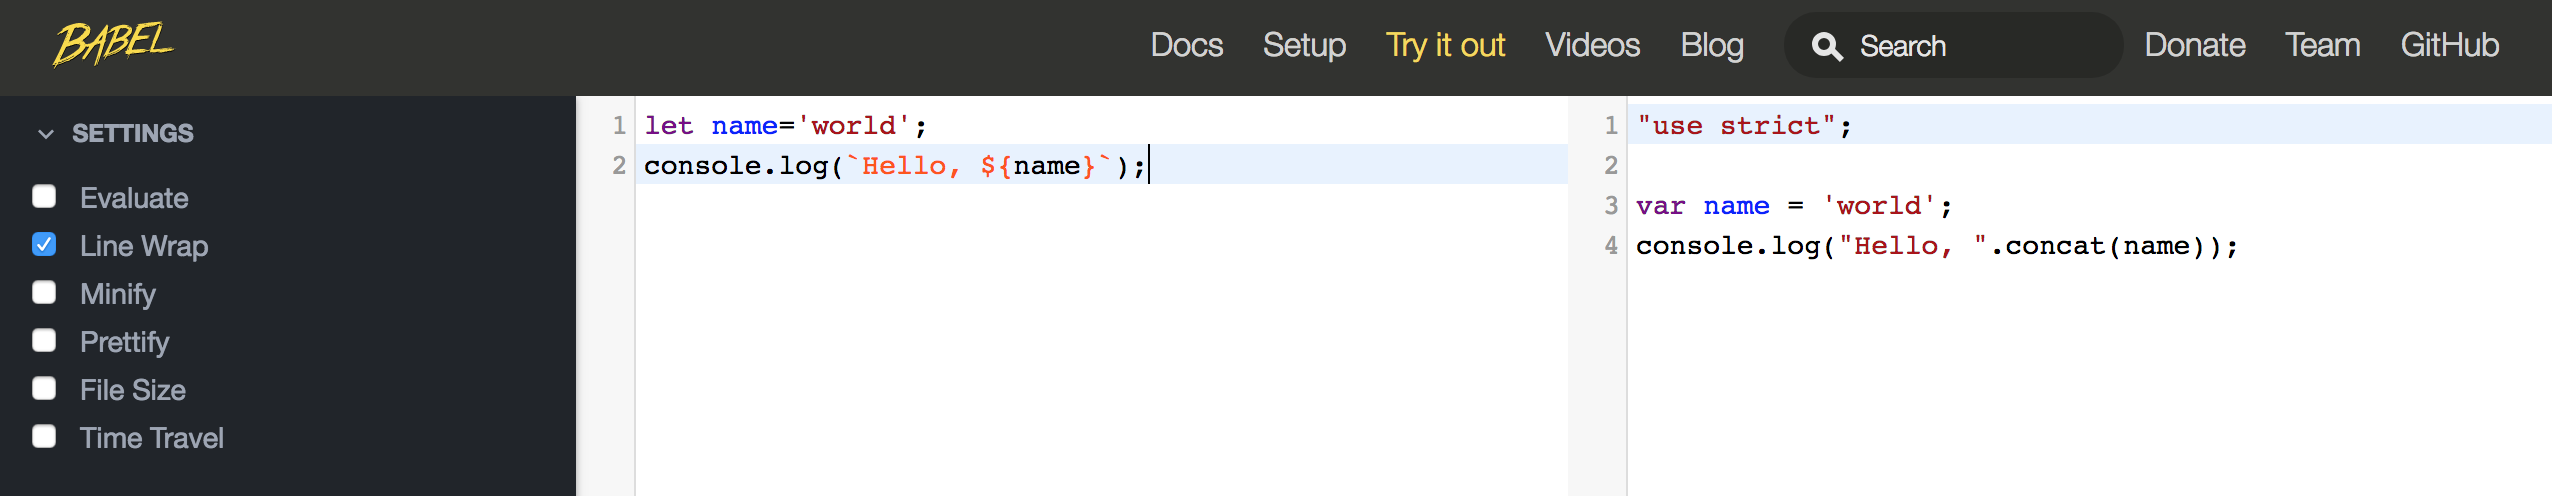 BABEL
Docs Setup Try it out Videos Blog Search Donate Team GitHub
SETTINGS
Evaluate
Line Wrap
Minify
Prettify
File Size
Time Travel
1 let name='world';
2 console.log(`Hello, ${name}`);
1 "use strict";
2
3 var name = 'world';
4 console.log("Hello, ".concat(name));